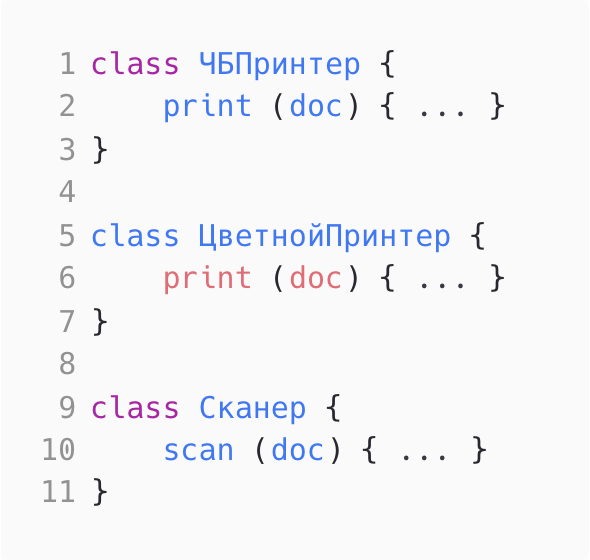 1 class ЧБПринтер {
2 print (doc) { ... }
3 }
4
5 class ЦветнойПринтер {
6 print (doc) { ... }
7 }
8
9 class Сканер {
10 scan (doc) { ... }
11 }